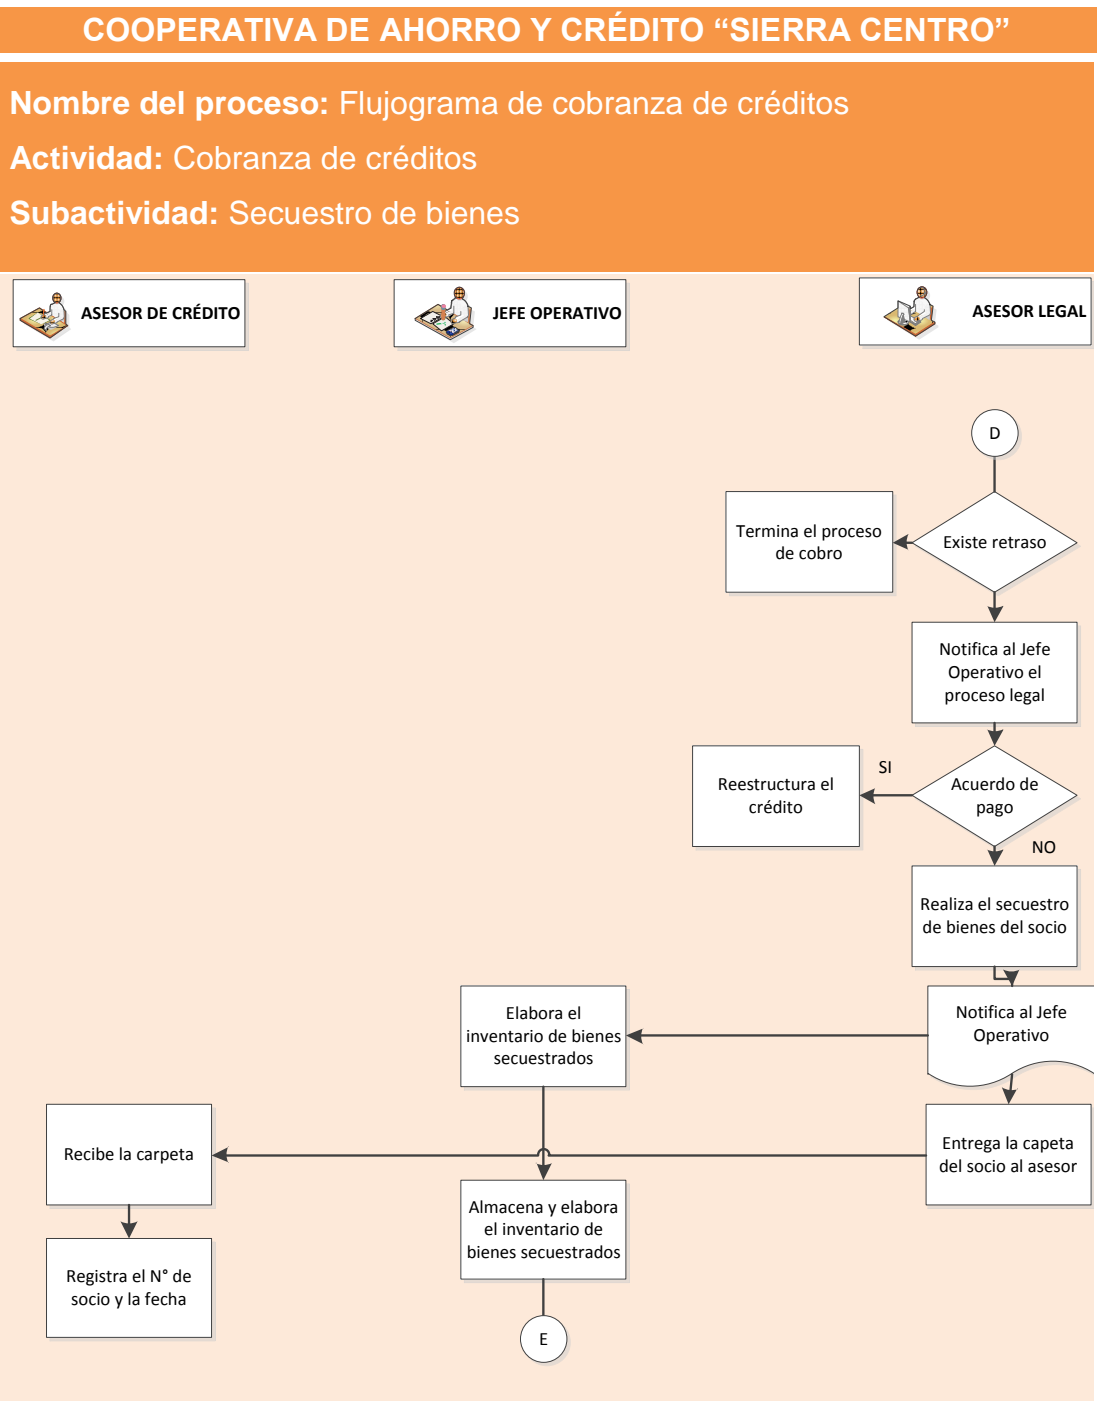 COOPERATIVA DE AHORRO Y CRÉDITO “SIERRA CENTRO”
Nombre del proceso: Flujograma de cobranza de créditos
Actividad: Cobranza de créditos
Subactividad: Secuestro de bienes
ASESOR DE CRÉDITO
JEFE OPERATIVO
ASESOR LEGAL
D
Termina el proceso
de cobro
Existe retraso
Notifica al Jefe
Operativo el
proceso legal
Reestructura el
crédito
SI
Acuerdo de
pago
NO
Realiza el secuestro
de bienes del socio
Elabora el
inventario de bienes
secuestrados
Notifica al Jefe
Operativo
Recibe la carpeta
Entrega la capeta
del socio al asesor
Almacena y elabora
el inventario de
bienes secuestrados
Registra el N° de
socio y la fecha
E